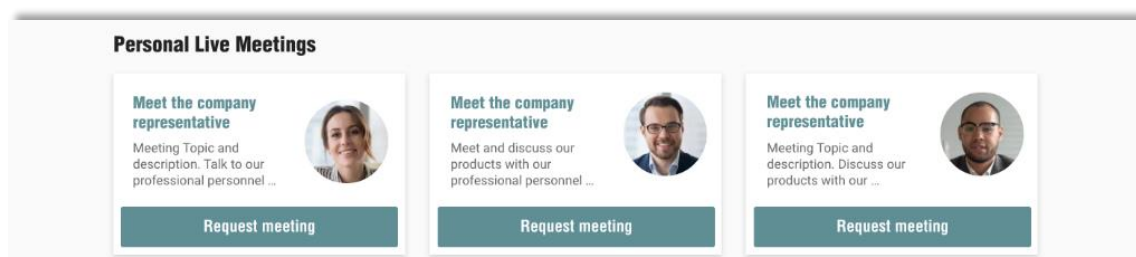 Personal Live Meetings
Meet the company
representative
Meeting Topic and
description. Talk to our
professional personnel ...
Request meeting
Meet the company
representative
Meet and discuss our
products with our
professional personnel ...
Request meeting
Meet the company
representative
Meeting Topic and
description. Discuss our
products with our ...
Request meeting